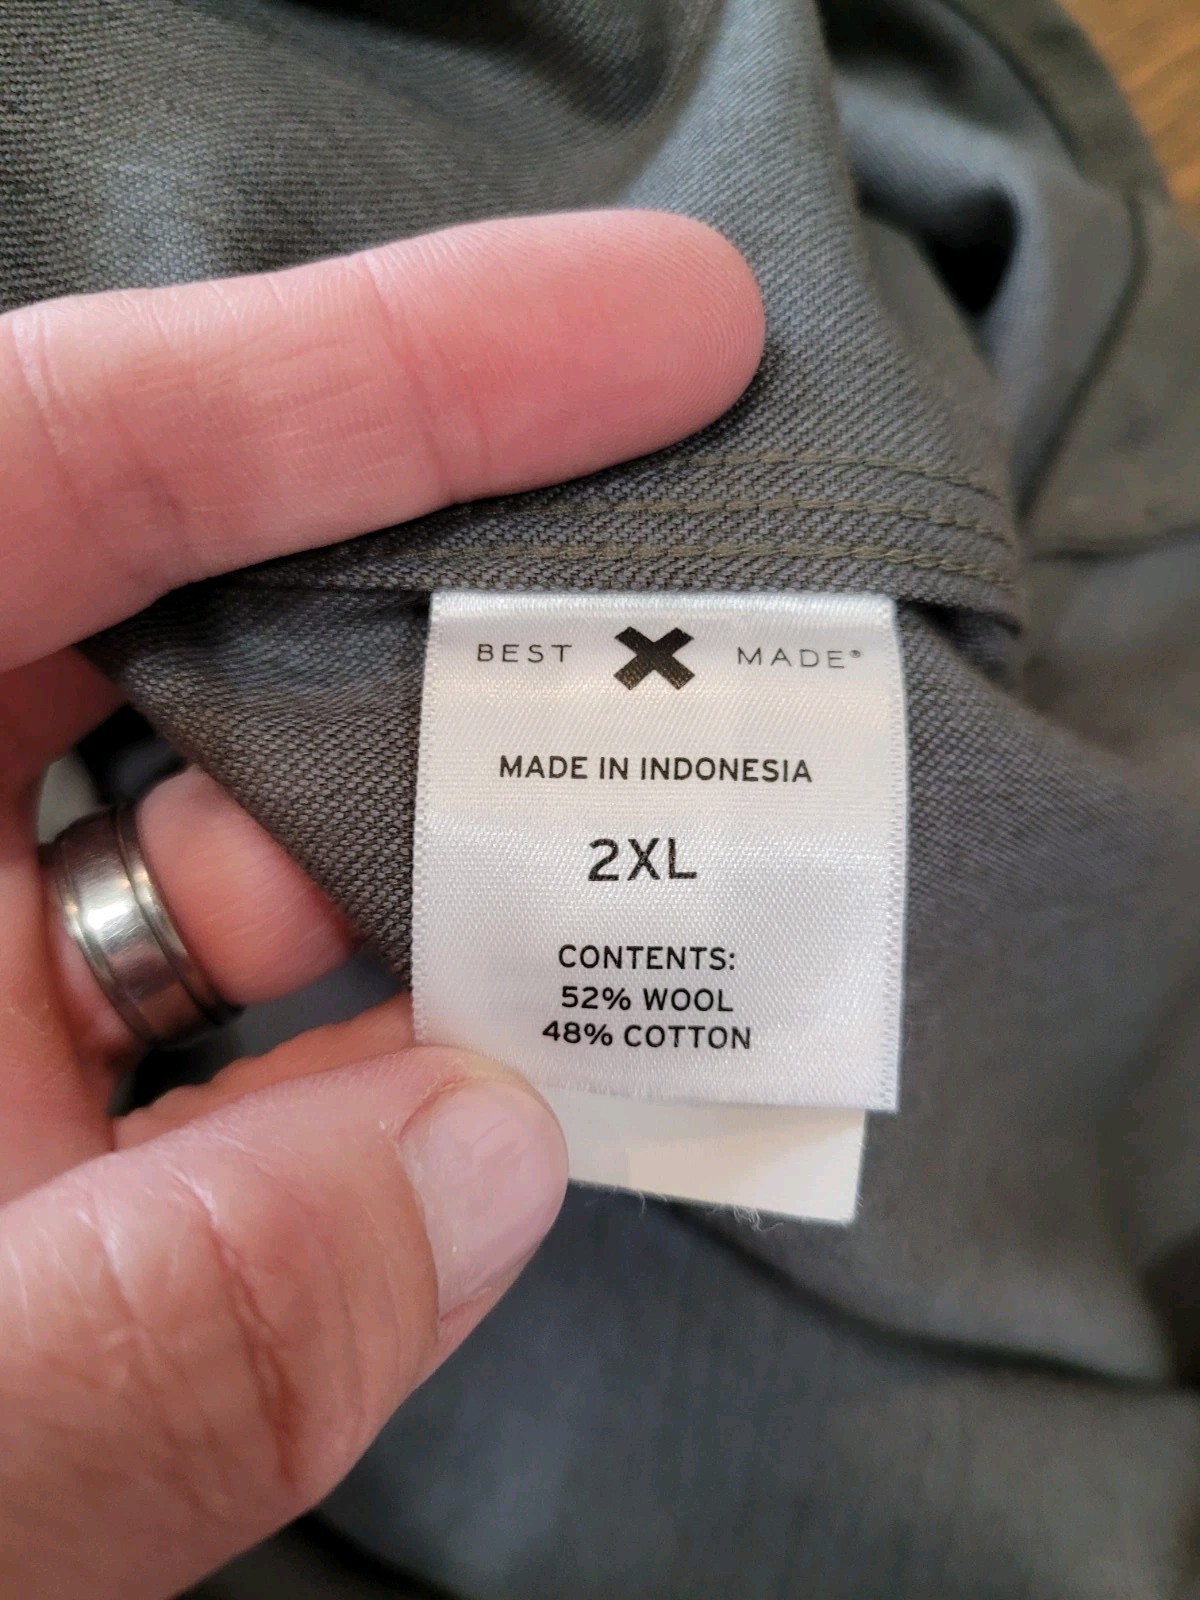 BEST MADE®
MADE IN INDONESIA
2XL
CONTENTS:
52% WOOL
48% COTTON